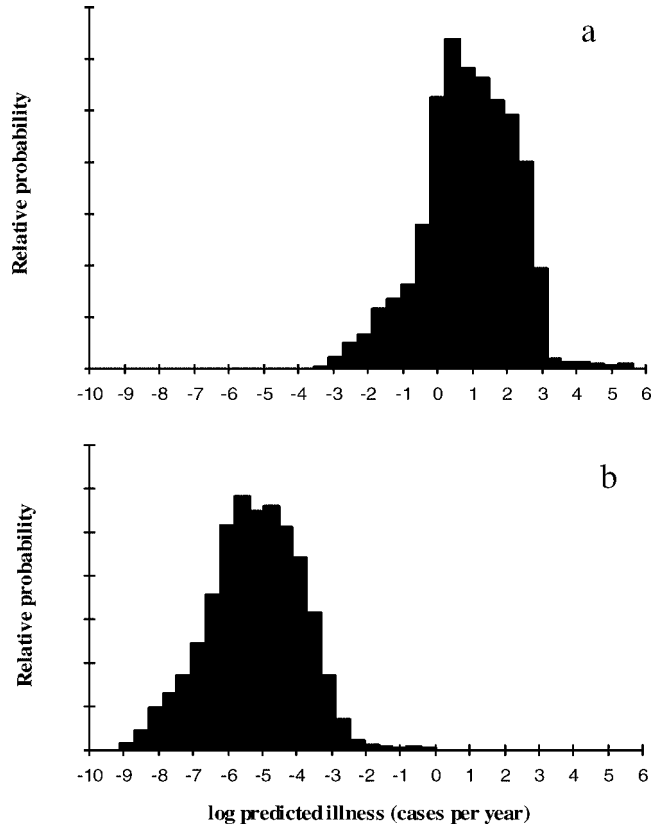 a
Relative probability
-10 -9 -8 -7 -6 -5 -4 -3 -2 -1 0 1 2 3 4 5 6
b
Relative probability
-10 -9 -8 -7 -6 -5 -4 -3 -2 -1 0 1 2 3 4 5 6
log predicted illness (cases per year)